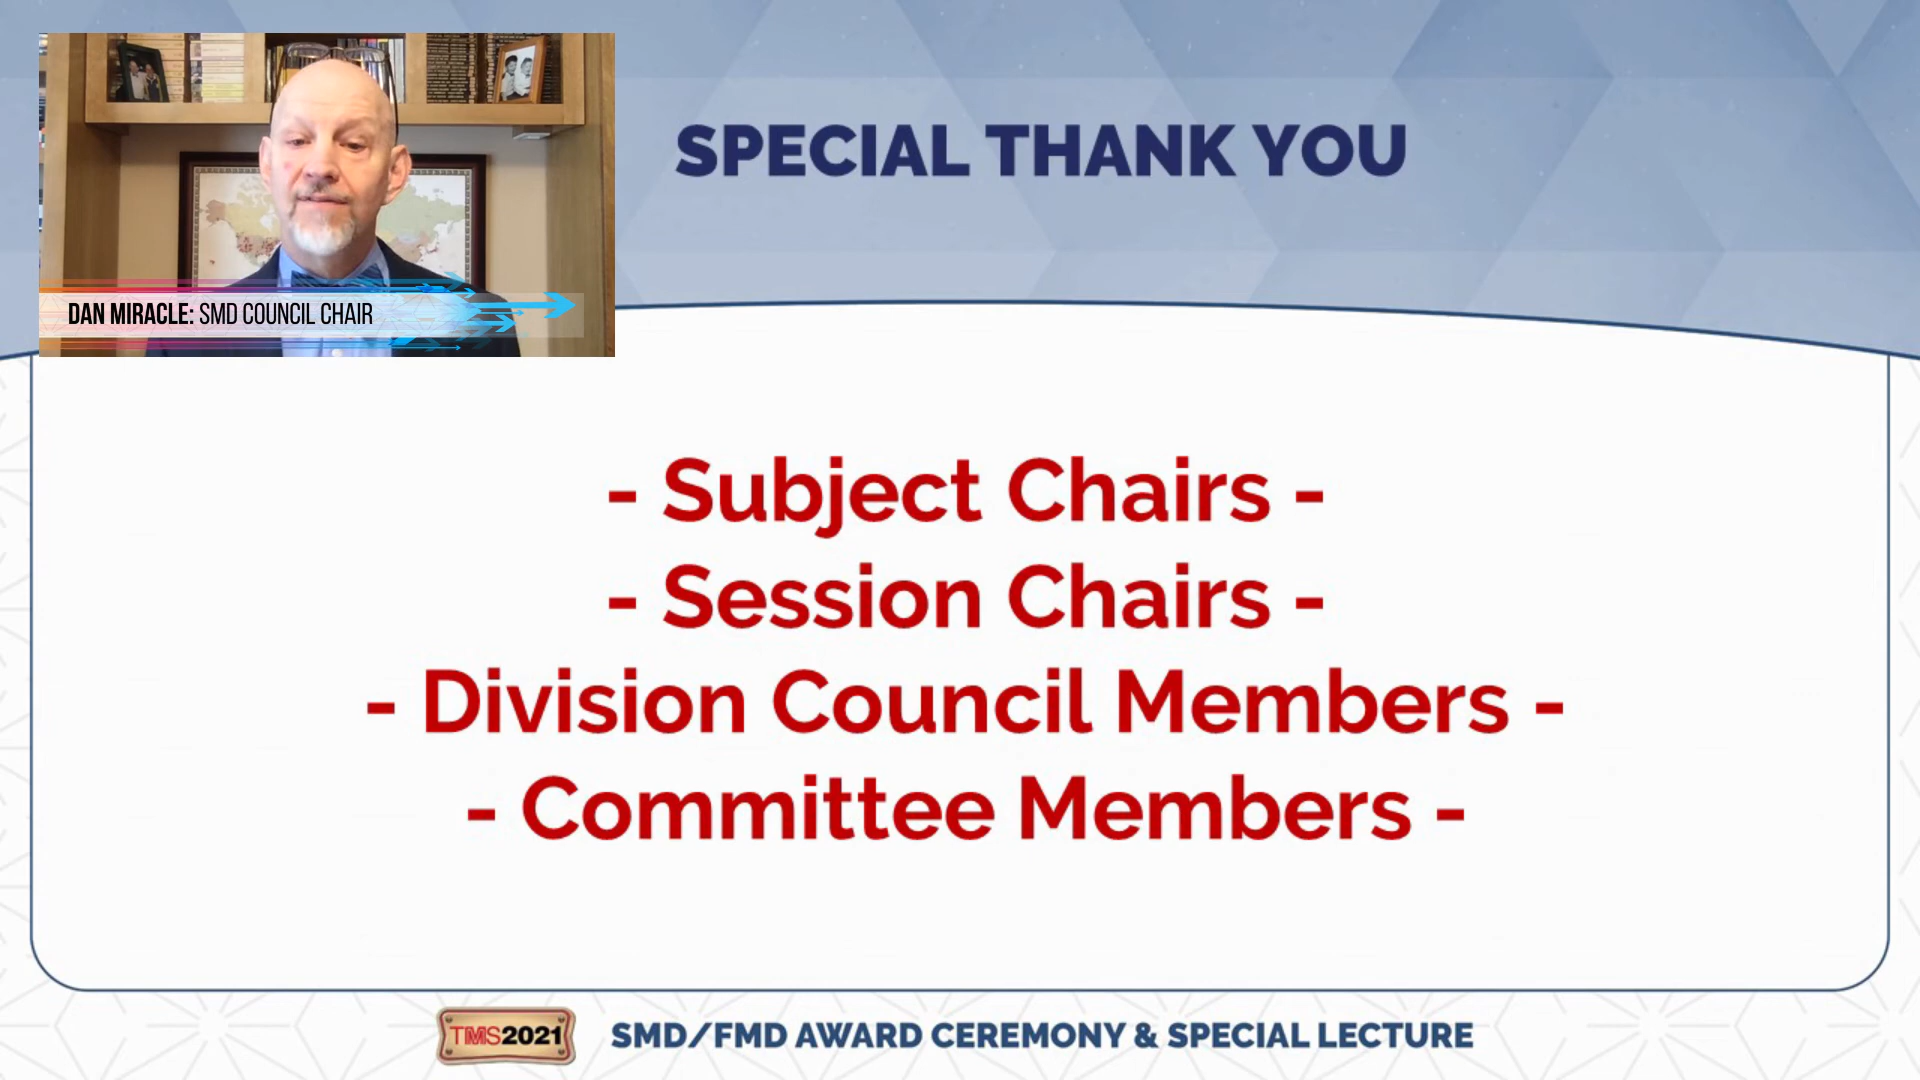 SPECIAL THANK YOU
DAN MIRACLE: SMD COUNCIL CHAIR
- Subject Chairs -
- Session Chairs -
- Division Council Members -
- Committee Members -
TMS2021 SMD/FMD AWARD CEREMONY & SPECIAL LECTURE